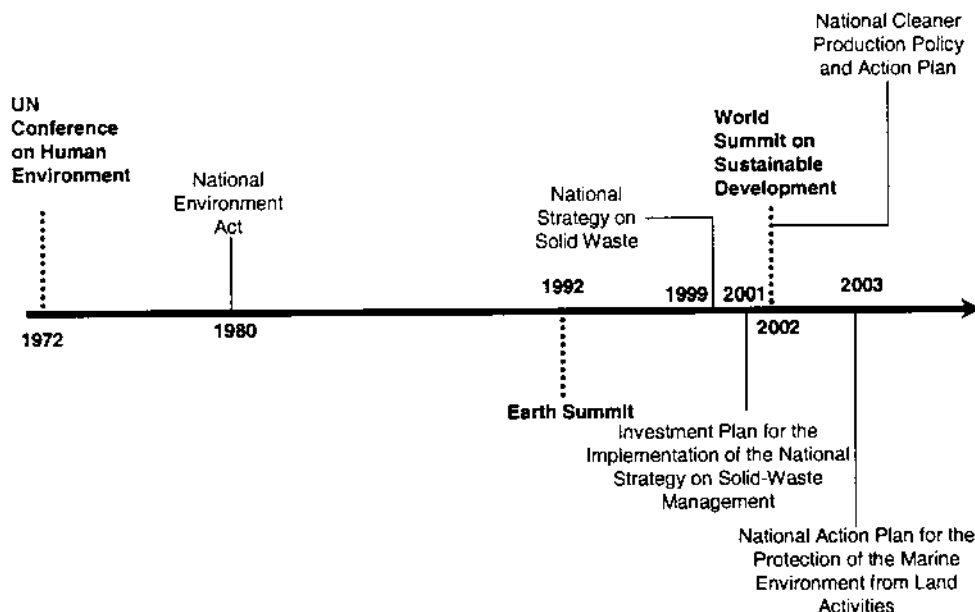 National Cleaner
Production Policy
and Action Plan
UN
Conference
on Human
Environment
World
Summit on
Sustainable
Development
National
Environment
Act
National
Strategy on
Solid Waste
1992
1999
2001
2003
1972
1980
2002
Earth Summit
Investment Plan for the
Implementation of the National
Strategy on Solid-Waste
Management
National Action Plan for the
Protection of the Marine
Environment from Land
Activities